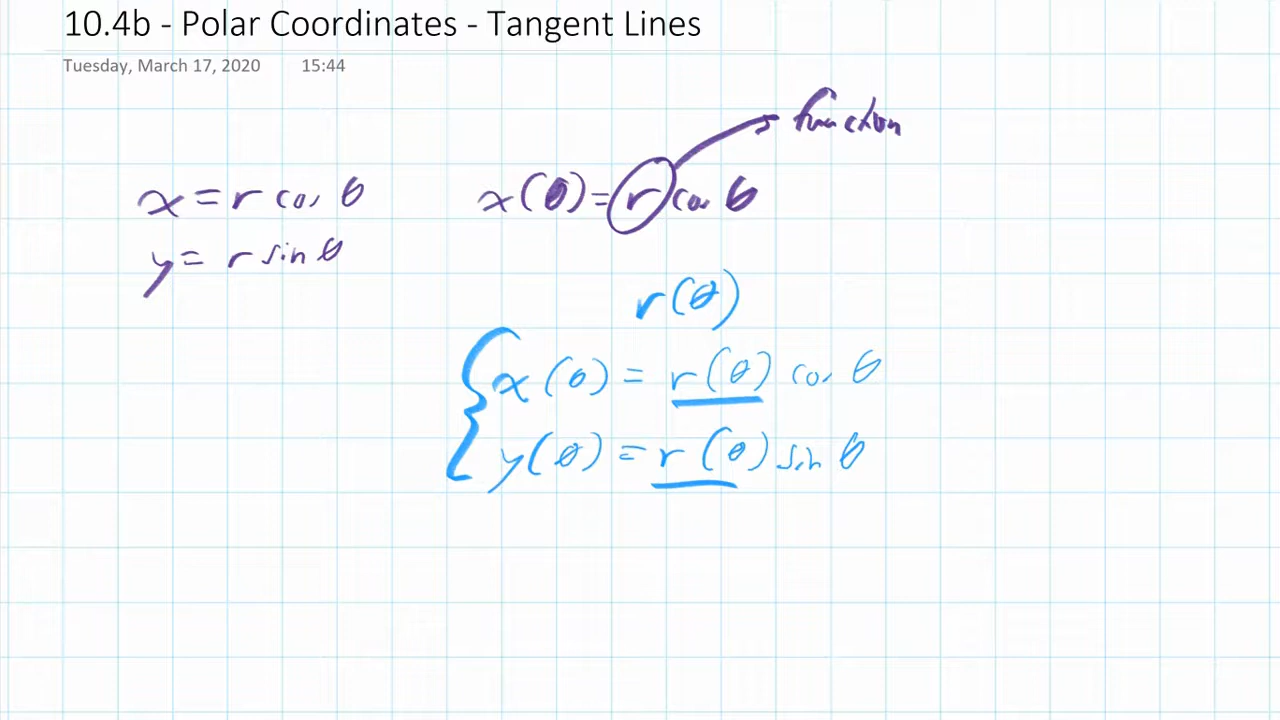 10.4b - Polar Coordinates - Tangent Lines
Tuesday, March 17, 2020 15:44
function
x = r cos θ
x(θ) = r cos θ
y = r sin θ
r(θ)
x(θ) = r(θ) cos θ
y(θ) = r(θ) sin θ